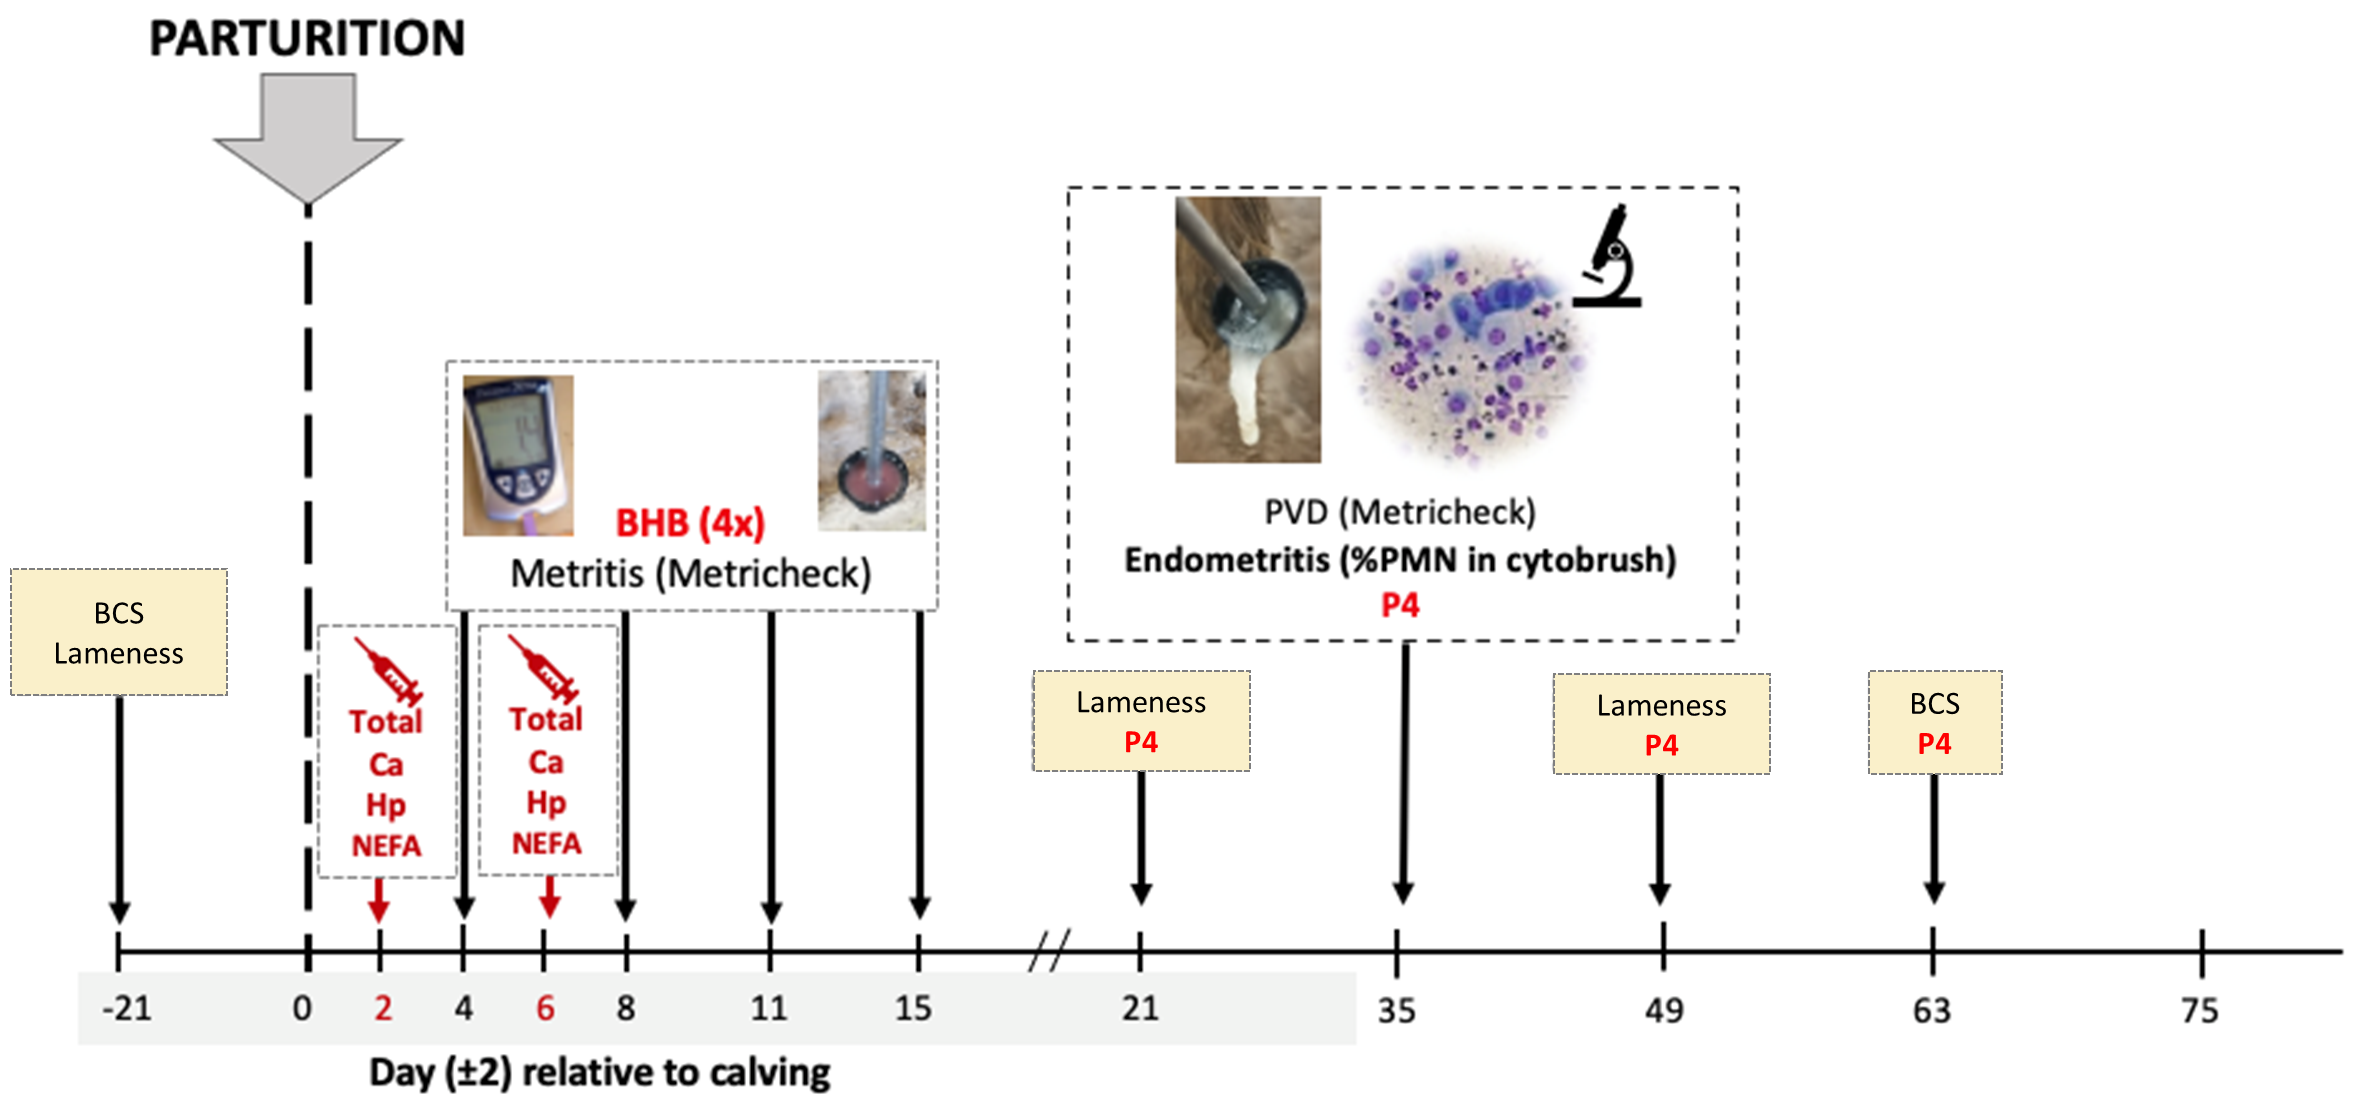 PARTURITION
BHB (4x)
Metritis (Metricheck)
PVD (Metricheck)
Endometritis (%PMN in cytobrush)
P4
BCS
Lameness
Total
Ca
Hp
NEFA
Total
Ca
Hp
NEFA
Lameness
P4
Lameness
P4
BCS
P4
-21 0 2 4 6 8 11 15 21 35 49 63 75
Day (±2) relative to calving